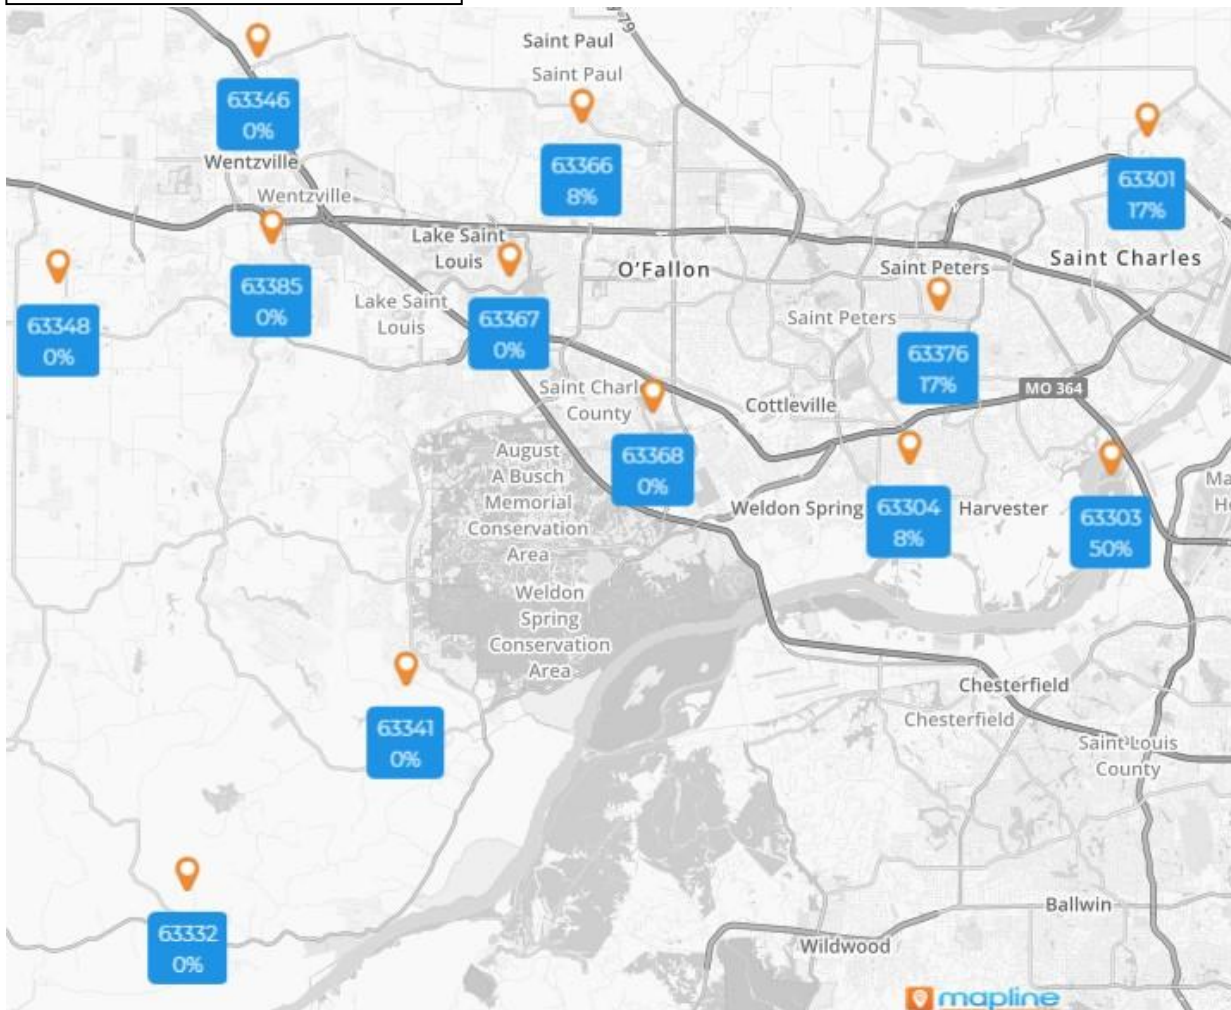 Y-79
Saint Paul
Saint Paul
63346
0%
63366
8%
63301
17%
Wentzville
Wentzville
Lake Saint
Louis
O'Fallon
Saint Peters
Saint Charles
63385
0%
Lake Saint
Louis
63367
0%
Saint Peters
63348
0%
63376
17%
MO 364
Saint Charl
County
Cottleville
63368
0%
August
A Busch
Memorial
Conservation
Area
Weldon Spring
63304
8%
Harvester
63303
50%
Ma
He
Weldon
Spring
Conservation
Area
Chesterfield
Chesterfield
63341
0%
Saint Louis
County
Ballwin
63332
0%
Wildwood
mapline